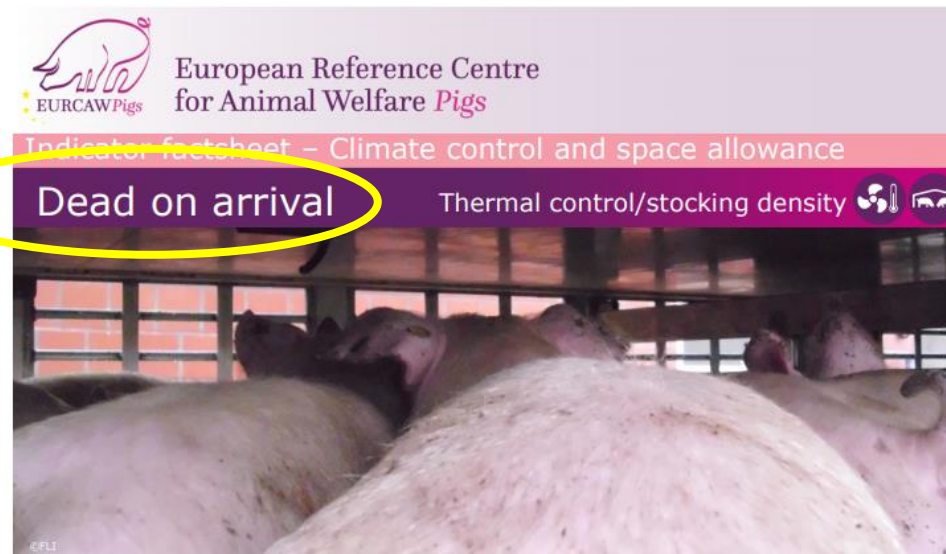 European Reference Centre
for Animal Welfare Pigs
EURCAWPigs
Indicator factsheet – Climate control and space allowance
Dead on arrival
Thermal control/stocking density
©FLI